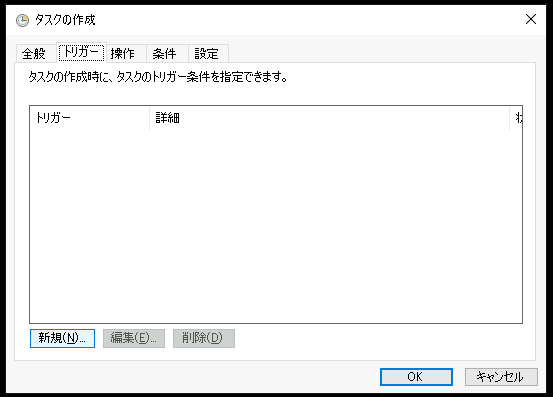 タスクの作成
全般 トリガー 操作 条件 設定
タスクの作成時に、タスクのトリガー条件を指定できます。
トリガー 詳細
新規(N)... 編集(E)... 削除(D)
OK キャンセル